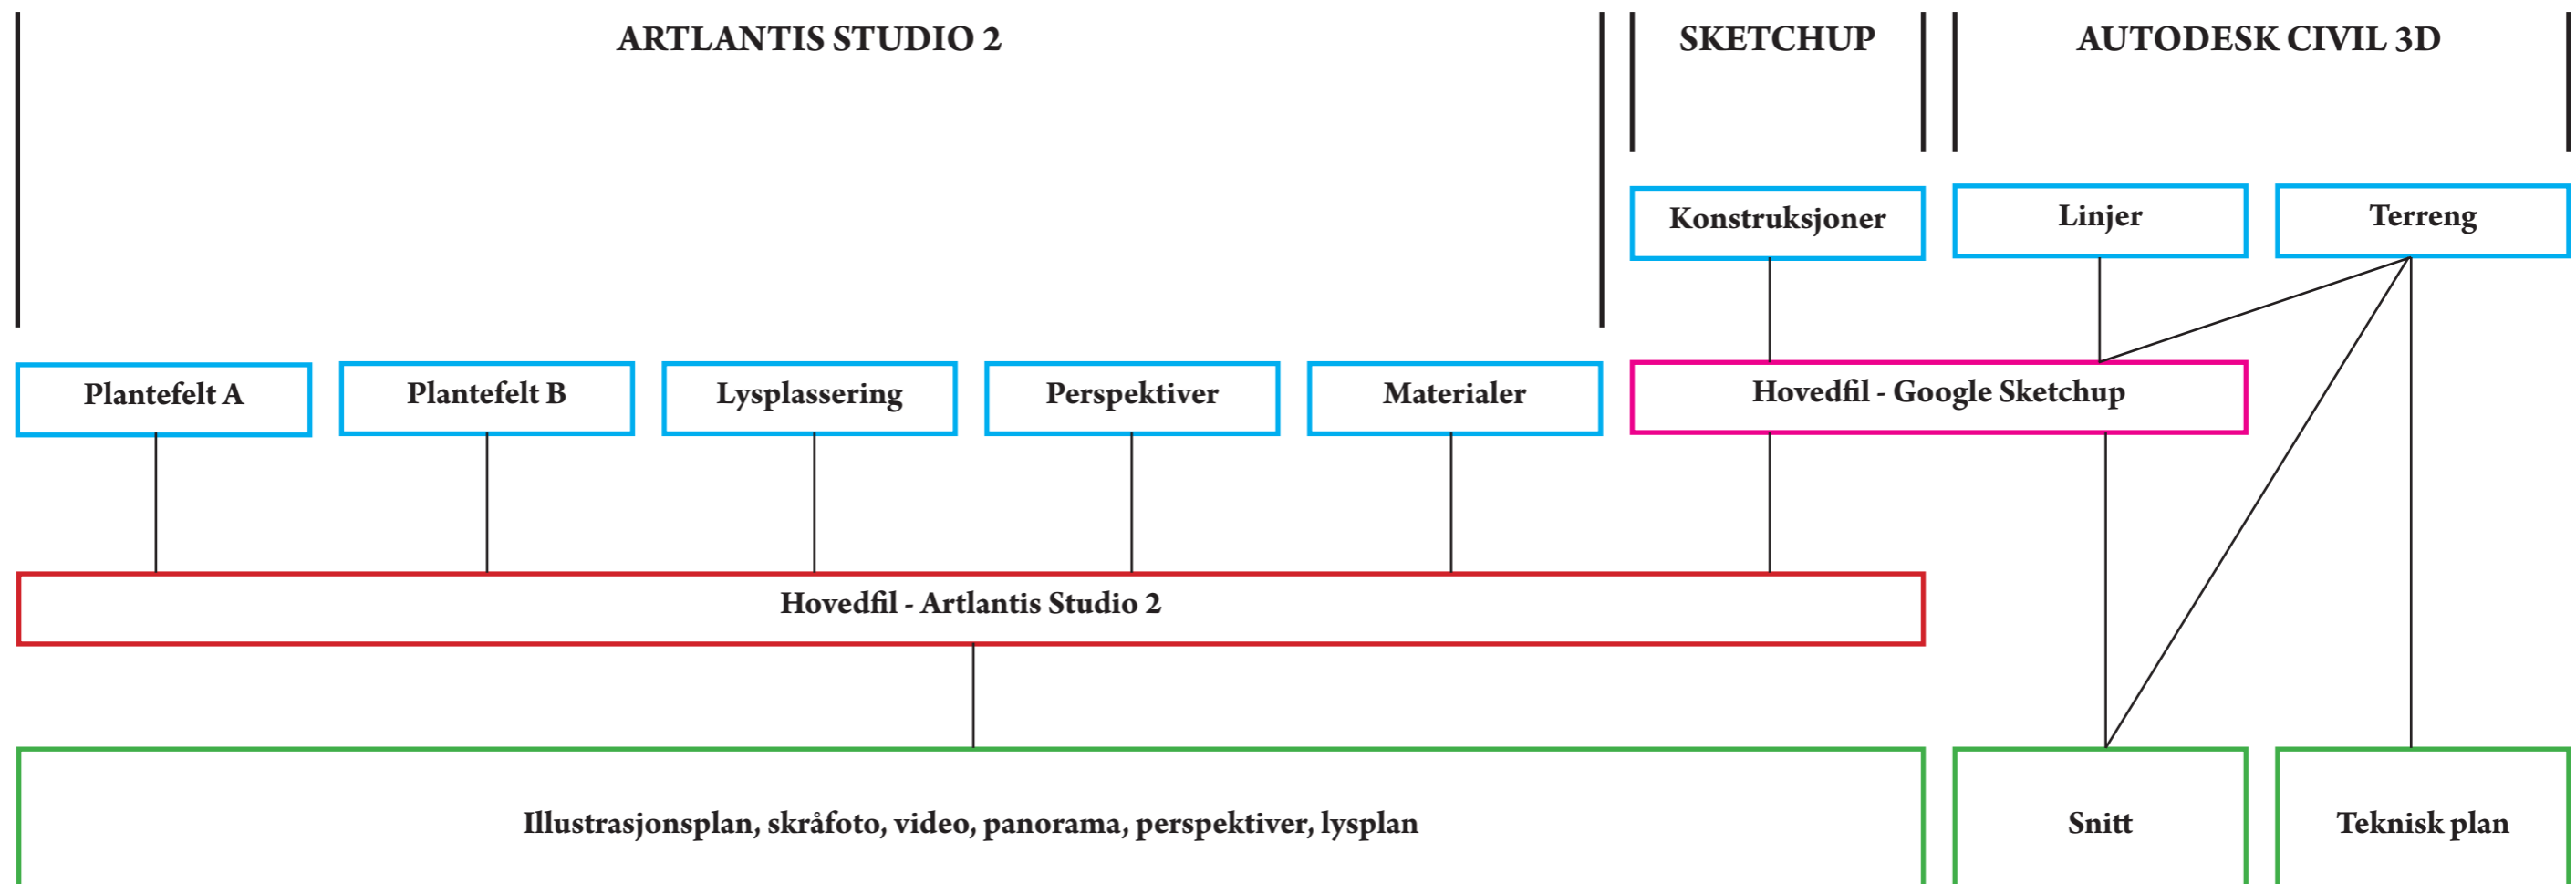 ARTLANTIS STUDIO 2
SKETCHUP
AUTODESK CIVIL 3D
Konstruksjoner
Linjer
Terreng
Plantefelt A
Plantefelt B
Lysplassering
Perspektiver
Materialer
Hovedfil - Google Sketchup
Hovedfil - Artlantis Studio 2
Illustrasjonsplan, skråfoto, video, panorama, perspektiver, lysplan
Snitt
Teknisk plan